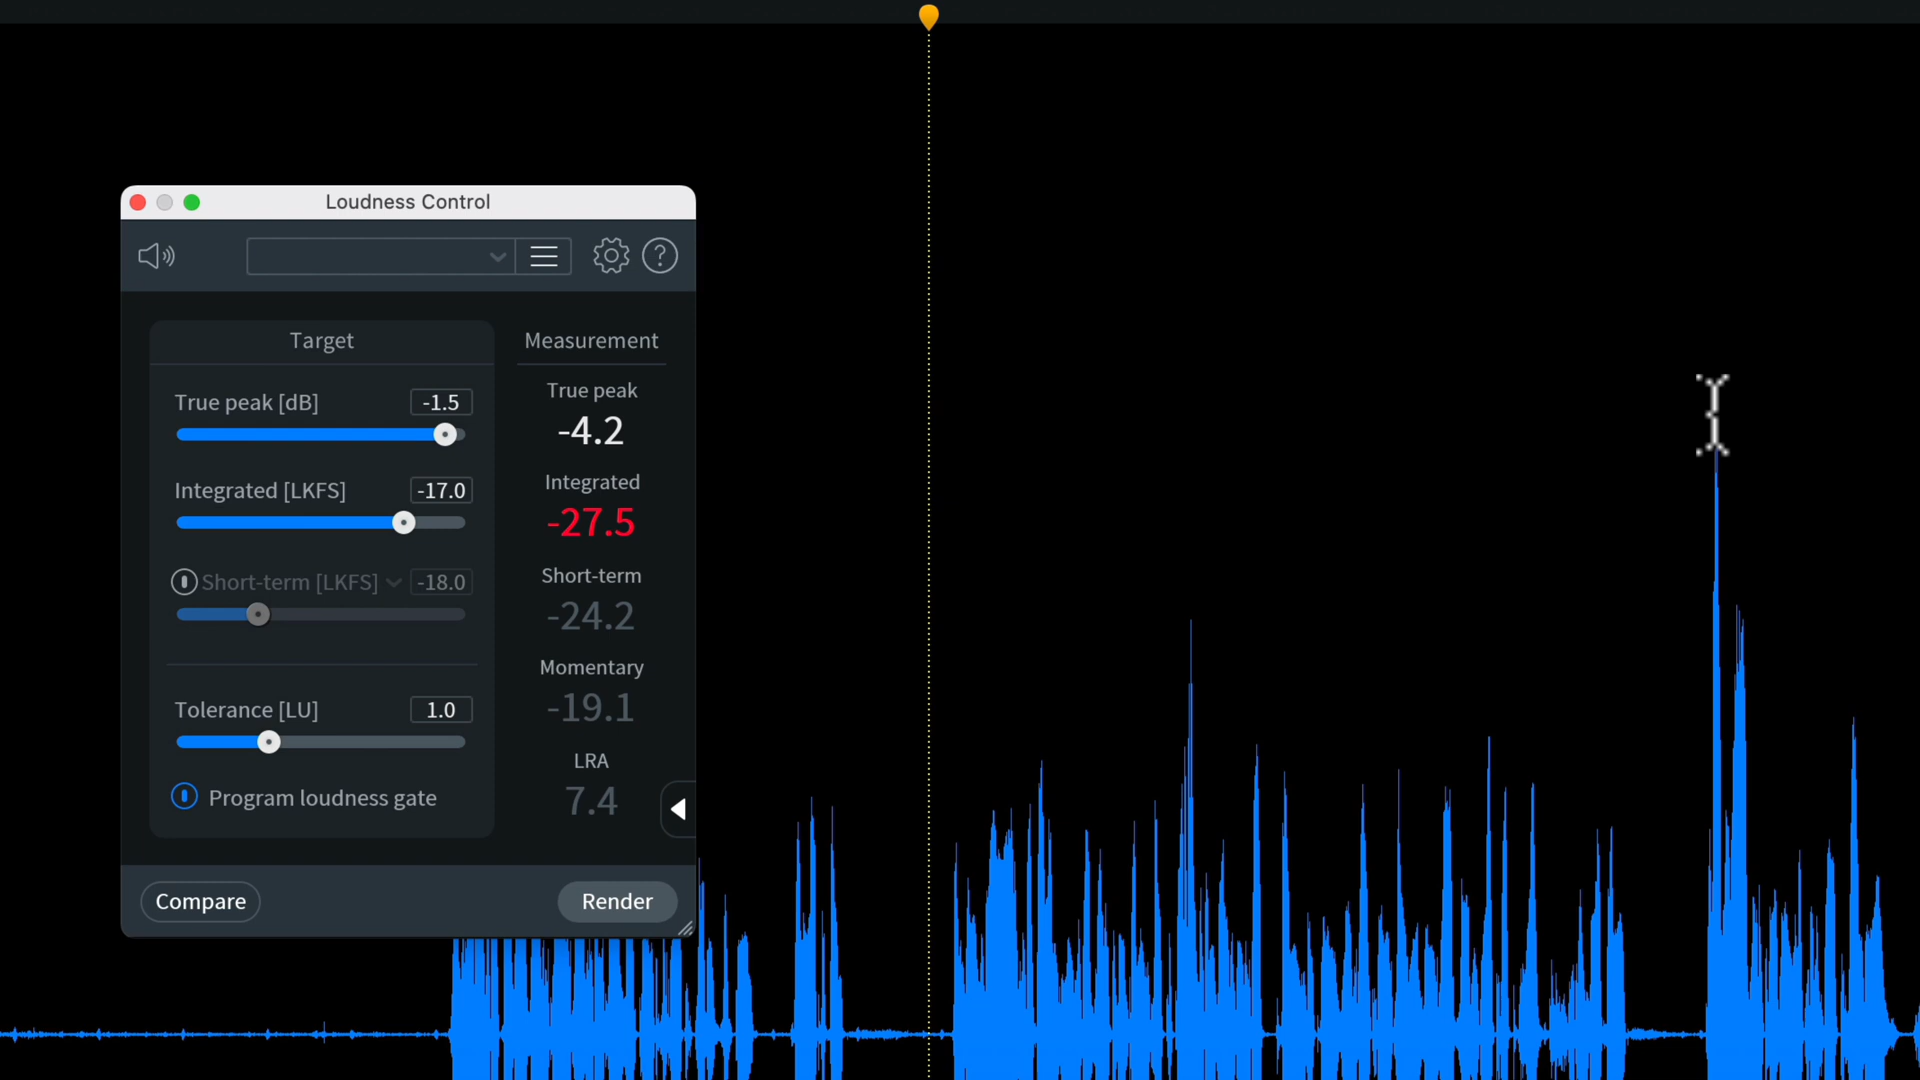 Loudness Control
Target
True peak [dB] -1.5
Integrated [LKFS] -17.0
Short-term [LKFS] -18.0
Tolerance [LU] 1.0
Program loudness gate
Measurement
True peak
-4.2
Integrated
-27.5
Short-term
-24.2
Momentary
-19.1
LRA
7.4
Compare
Render